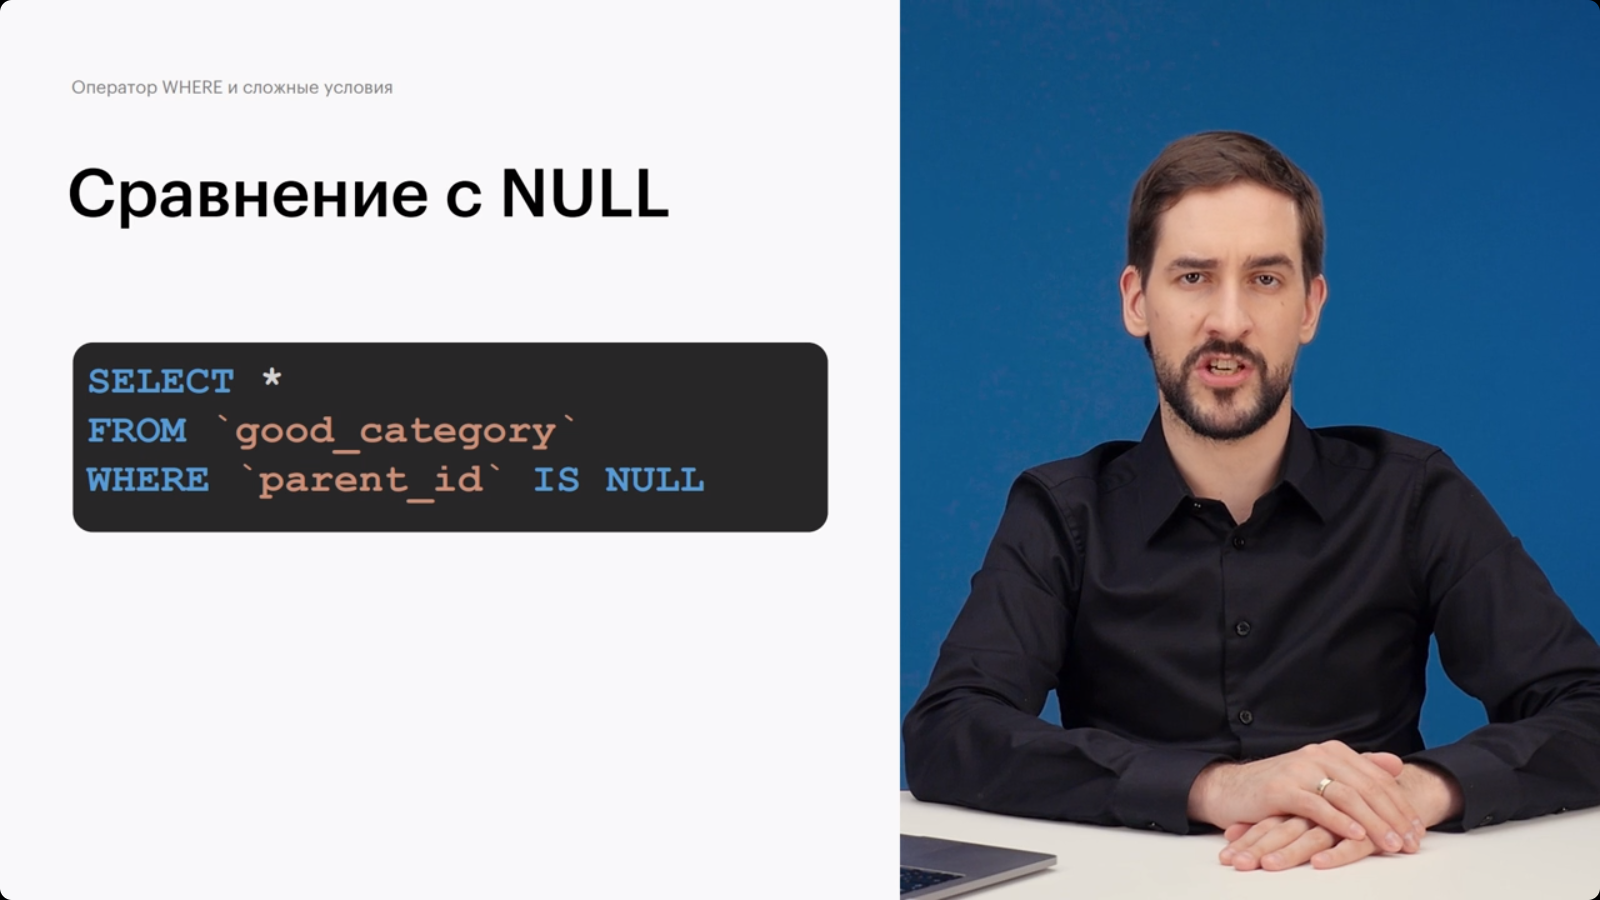 Оператор WHERE и сложные условия
Сравнение с NULL
SELECT *
FROM `good_category`
WHERE `parent_id` IS NULL